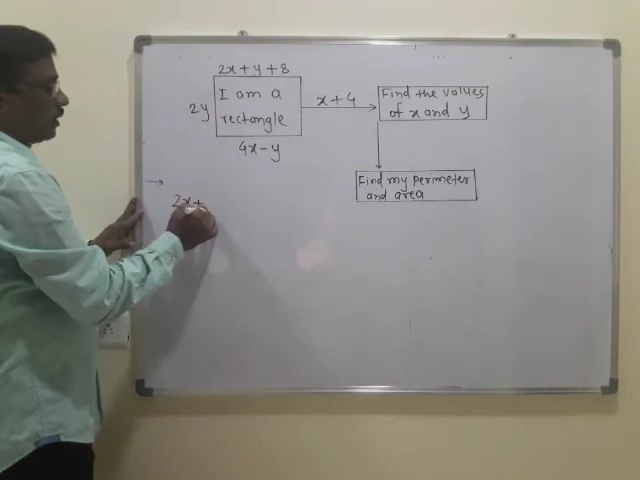 2x + y + 8
2y
I am a
rectangle
x + 4
Find the values
of x and y
4x - y
Find my perimeter
and area
→
2x +